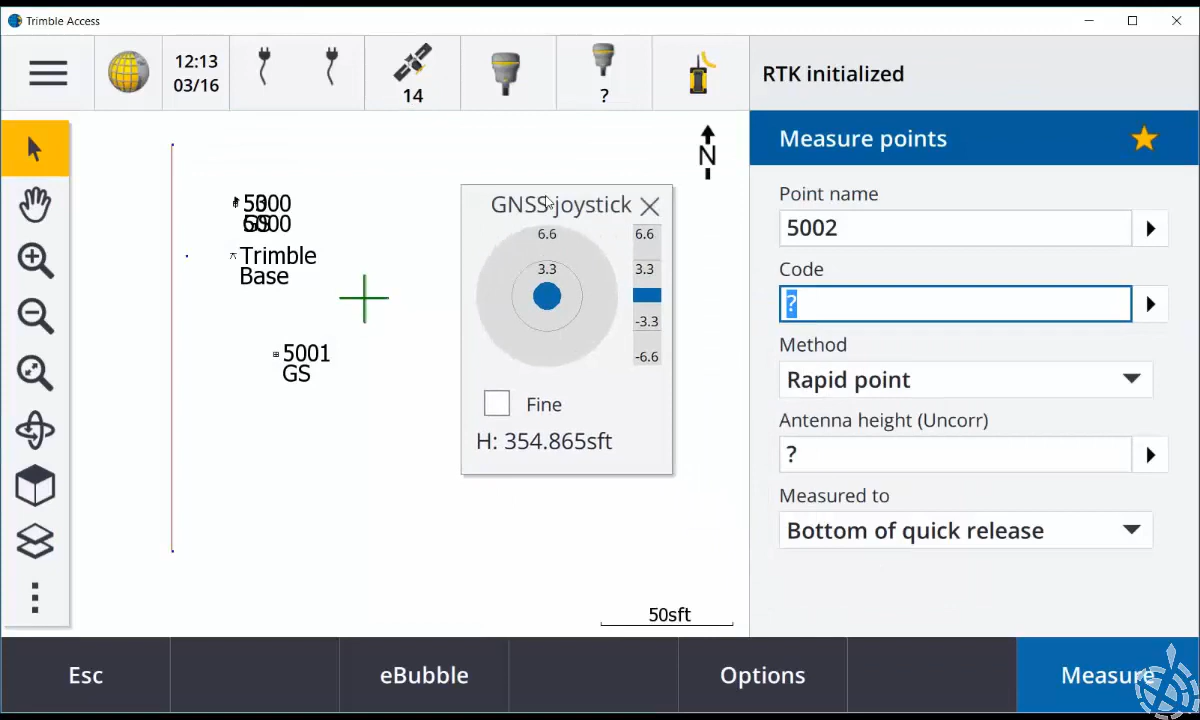 Trimble Access
12:13
03/16
14
?
RTK initialized
Measure points
N
5000
Trimble
Base
5001
GS
50sft
GNSS joystick
6.6
3.3
6.6
3.3
-3.3
-6.6
Fine
H: 354.865sft
Point name
5002
Code
?
Method
Rapid point
Antenna height (Uncorr)
?
Measured to
Bottom of quick release
Esc
eBubble
Options
Measure